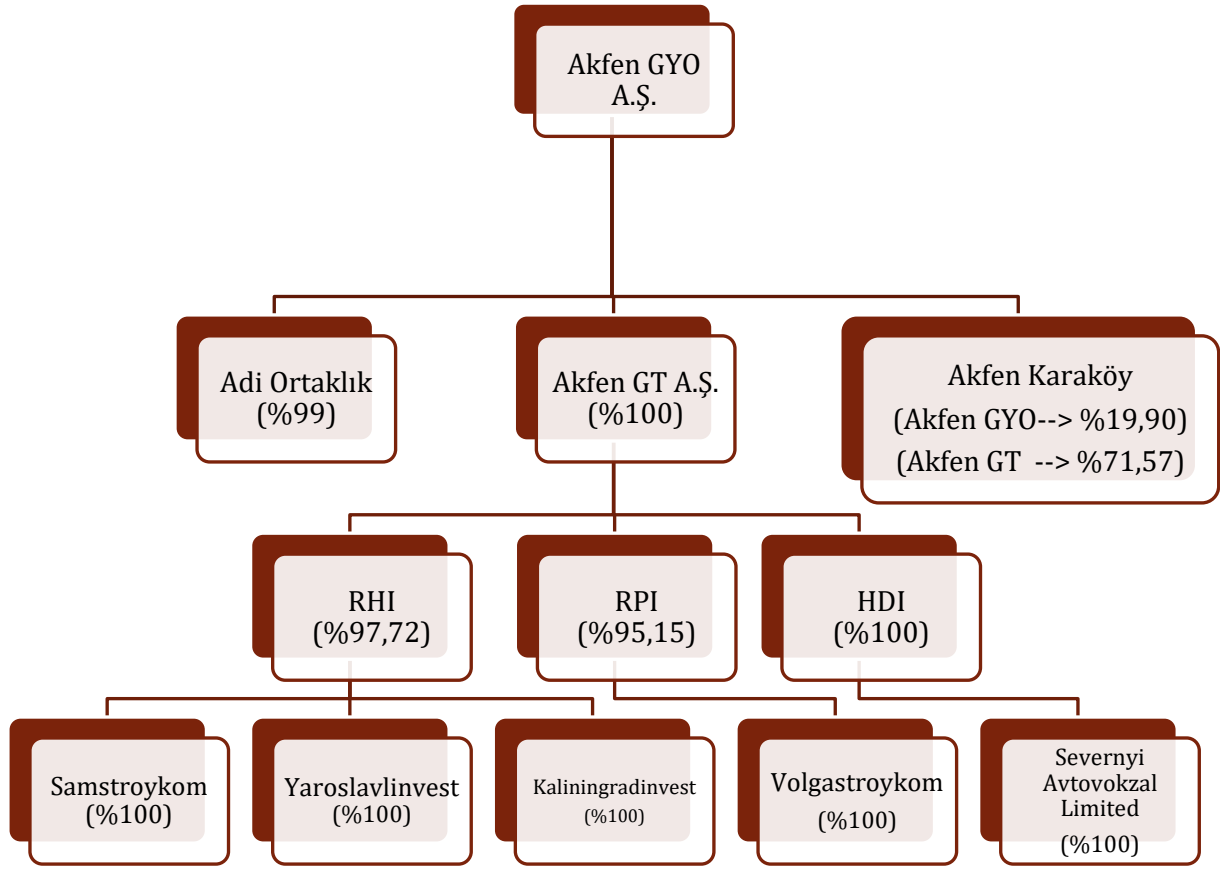 Akfen GYO
A.Ş.
Adi Ortaklık
(%99)
Akfen GT A.Ş.
(%100)
Akfen Karaköy
(Akfen GYO--> %19,90)
(Akfen GT --> %71,57)
RHI
(%97,72)
RPI
(%95,15)
HDI
(%100)
Samstroykom
(%100)
Yaroslavlinvest
(%100)
Kaliningradinvest
(%100)
Volgastroykom
(%100)
Severnyi
Avtovokzal
Limited
(%100)